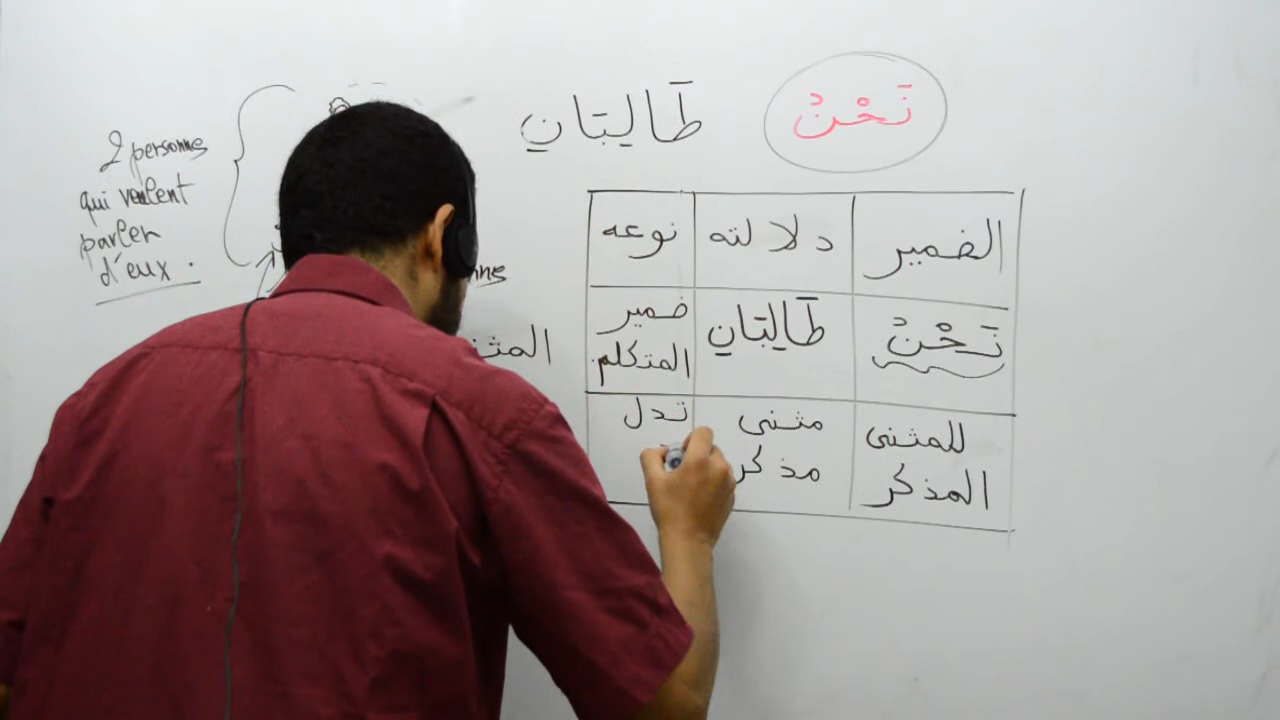 نَحْنُ طَالِبَتَانِ
2 personnes
qui veulent
parler
d'eux.
الضمير دلالته نوعه
نَحْنُ طَالِبَتَانِ ضمير
المتكلم
للمثنى مثنى تدل
المذكر مذكر